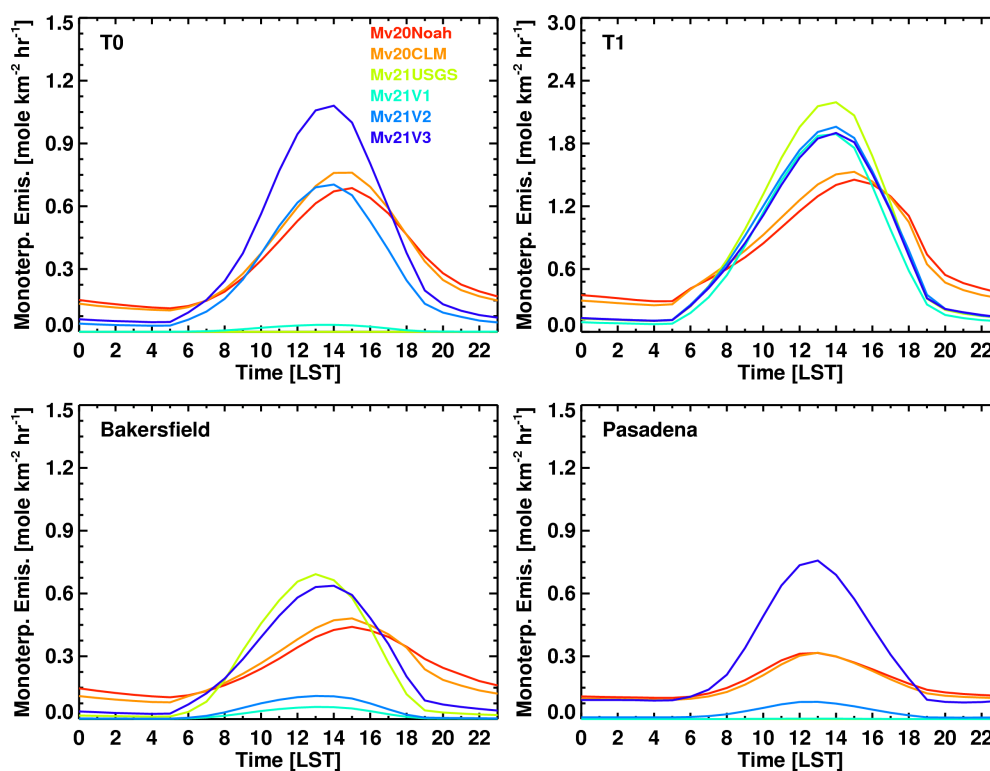 T0
Mv20Noah
Mv20CLM
Mv21USGS
Mv21V1
Mv21V2
Mv21V3
Monoterp. Emis. [mole km-2 hr-1]
1.5
1.2
0.9
0.6
0.3
0.0
0 2 4 6 8 10 12 14 16 18 20 22
Time [LST]
T1
Monoterp. Emis. [mole km-2 hr-1]
3.0
2.4
1.8
1.2
0.6
0.0
0 2 4 6 8 10 12 14 16 18 20 22
Time [LST]
Bakersfield
Monoterp. Emis. [mole km-2 hr-1]
1.5
1.2
0.9
0.6
0.3
0.0
0 2 4 6 8 10 12 14 16 18 20 22
Time [LST]
Pasadena
Monoterp. Emis. [mole km-2 hr-1]
1.5
1.2
0.9
0.6
0.3
0.0
0 2 4 6 8 10 12 14 16 18 20 22
Time [LST]